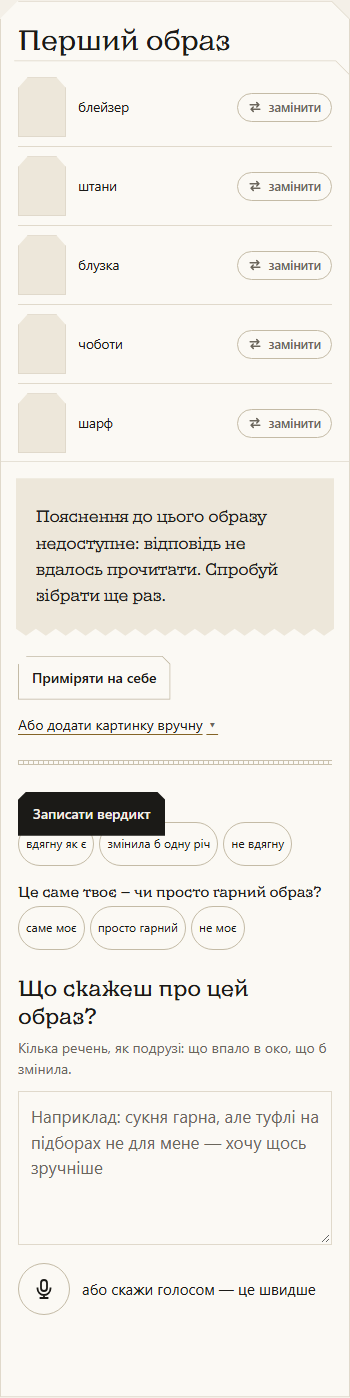 Перший образ
блейзер
замінити
штани
замінити
блузка
замінити
чоботи
замінити
шарф
замінити
Пояснення до цього образу
недоступне: відповідь не
вдалось прочитати. Спробуй
зібрати ще раз.
Приміряти на себе
Або додати картинку вручну
Записати вердикт
вдягну як є
змінила б одну річ
не вдягну
Це саме твоє – чи просто гарний образ?
саме моє
просто гарний
не моє
Що скажеш про цей
образ?
Кілька речень, як подрузі: що впало в око, що б
змінила.
Наприклад: сукня гарна, але туфлі на
підборах не для мене — хочу щось
зручніше
або скажи голосом — це швидше